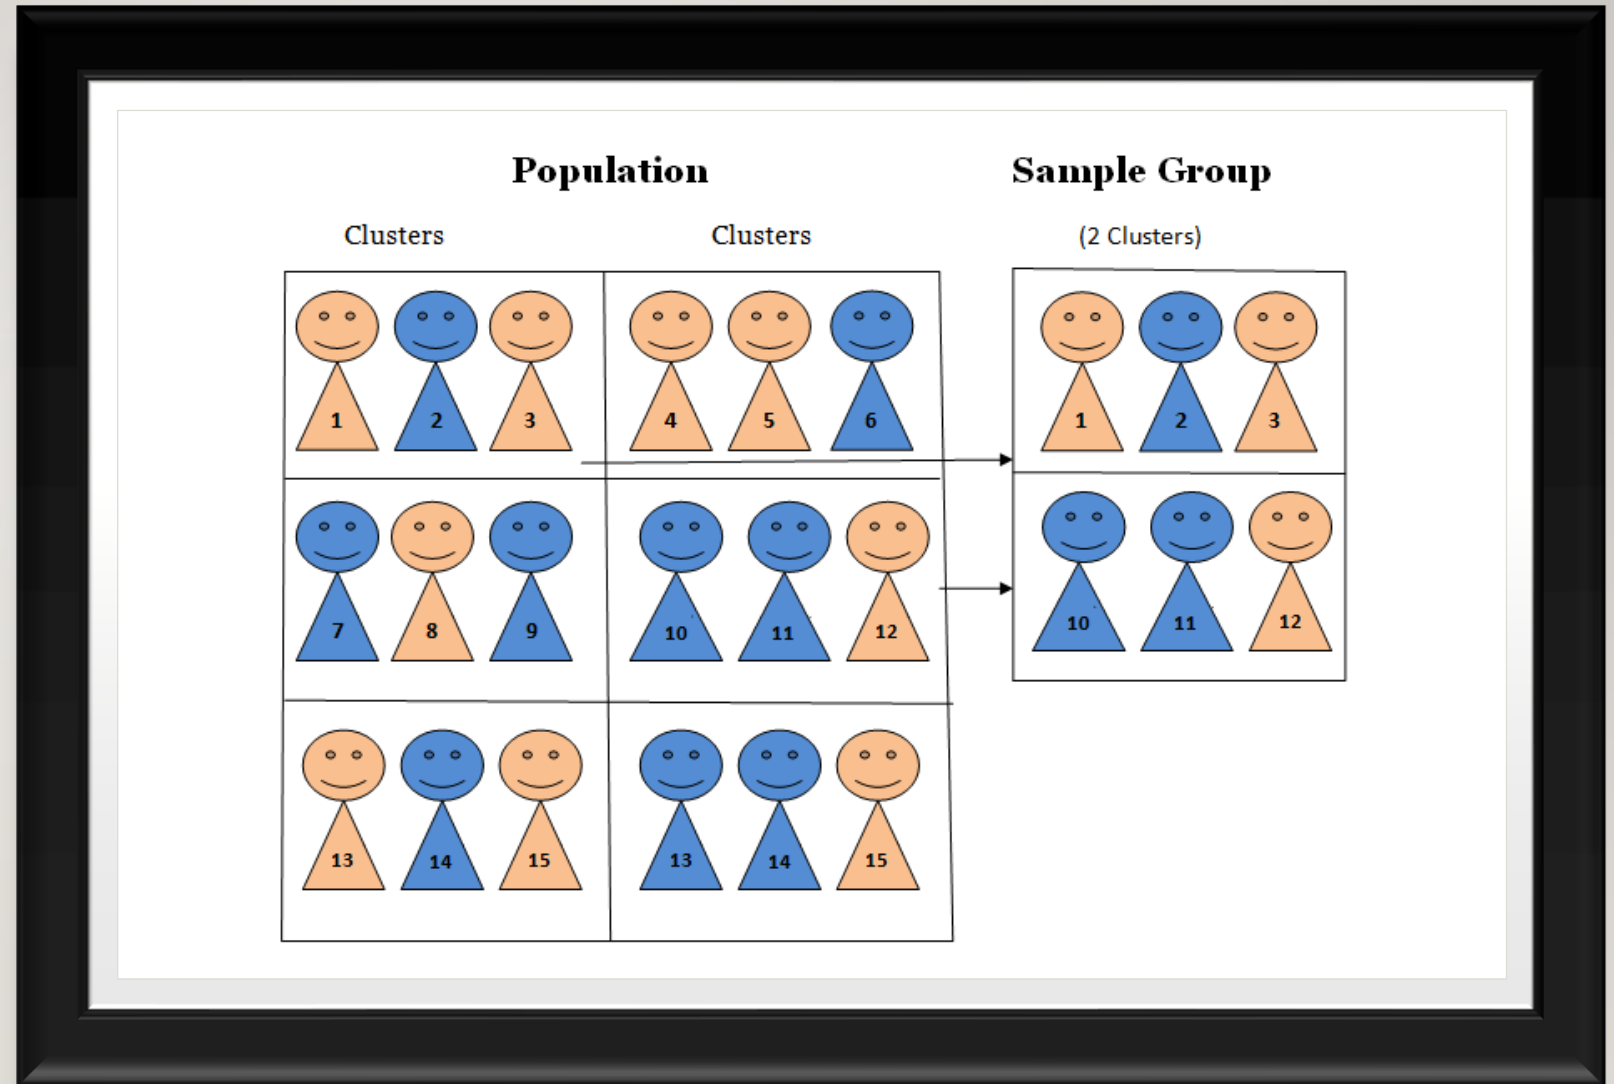 Population Sample Group
Clusters Clusters (2 Clusters)
1 2 3 4 5 6 1 2 3
7 8 9 10 11 12 10 11 12
13 14 15 13 14 15